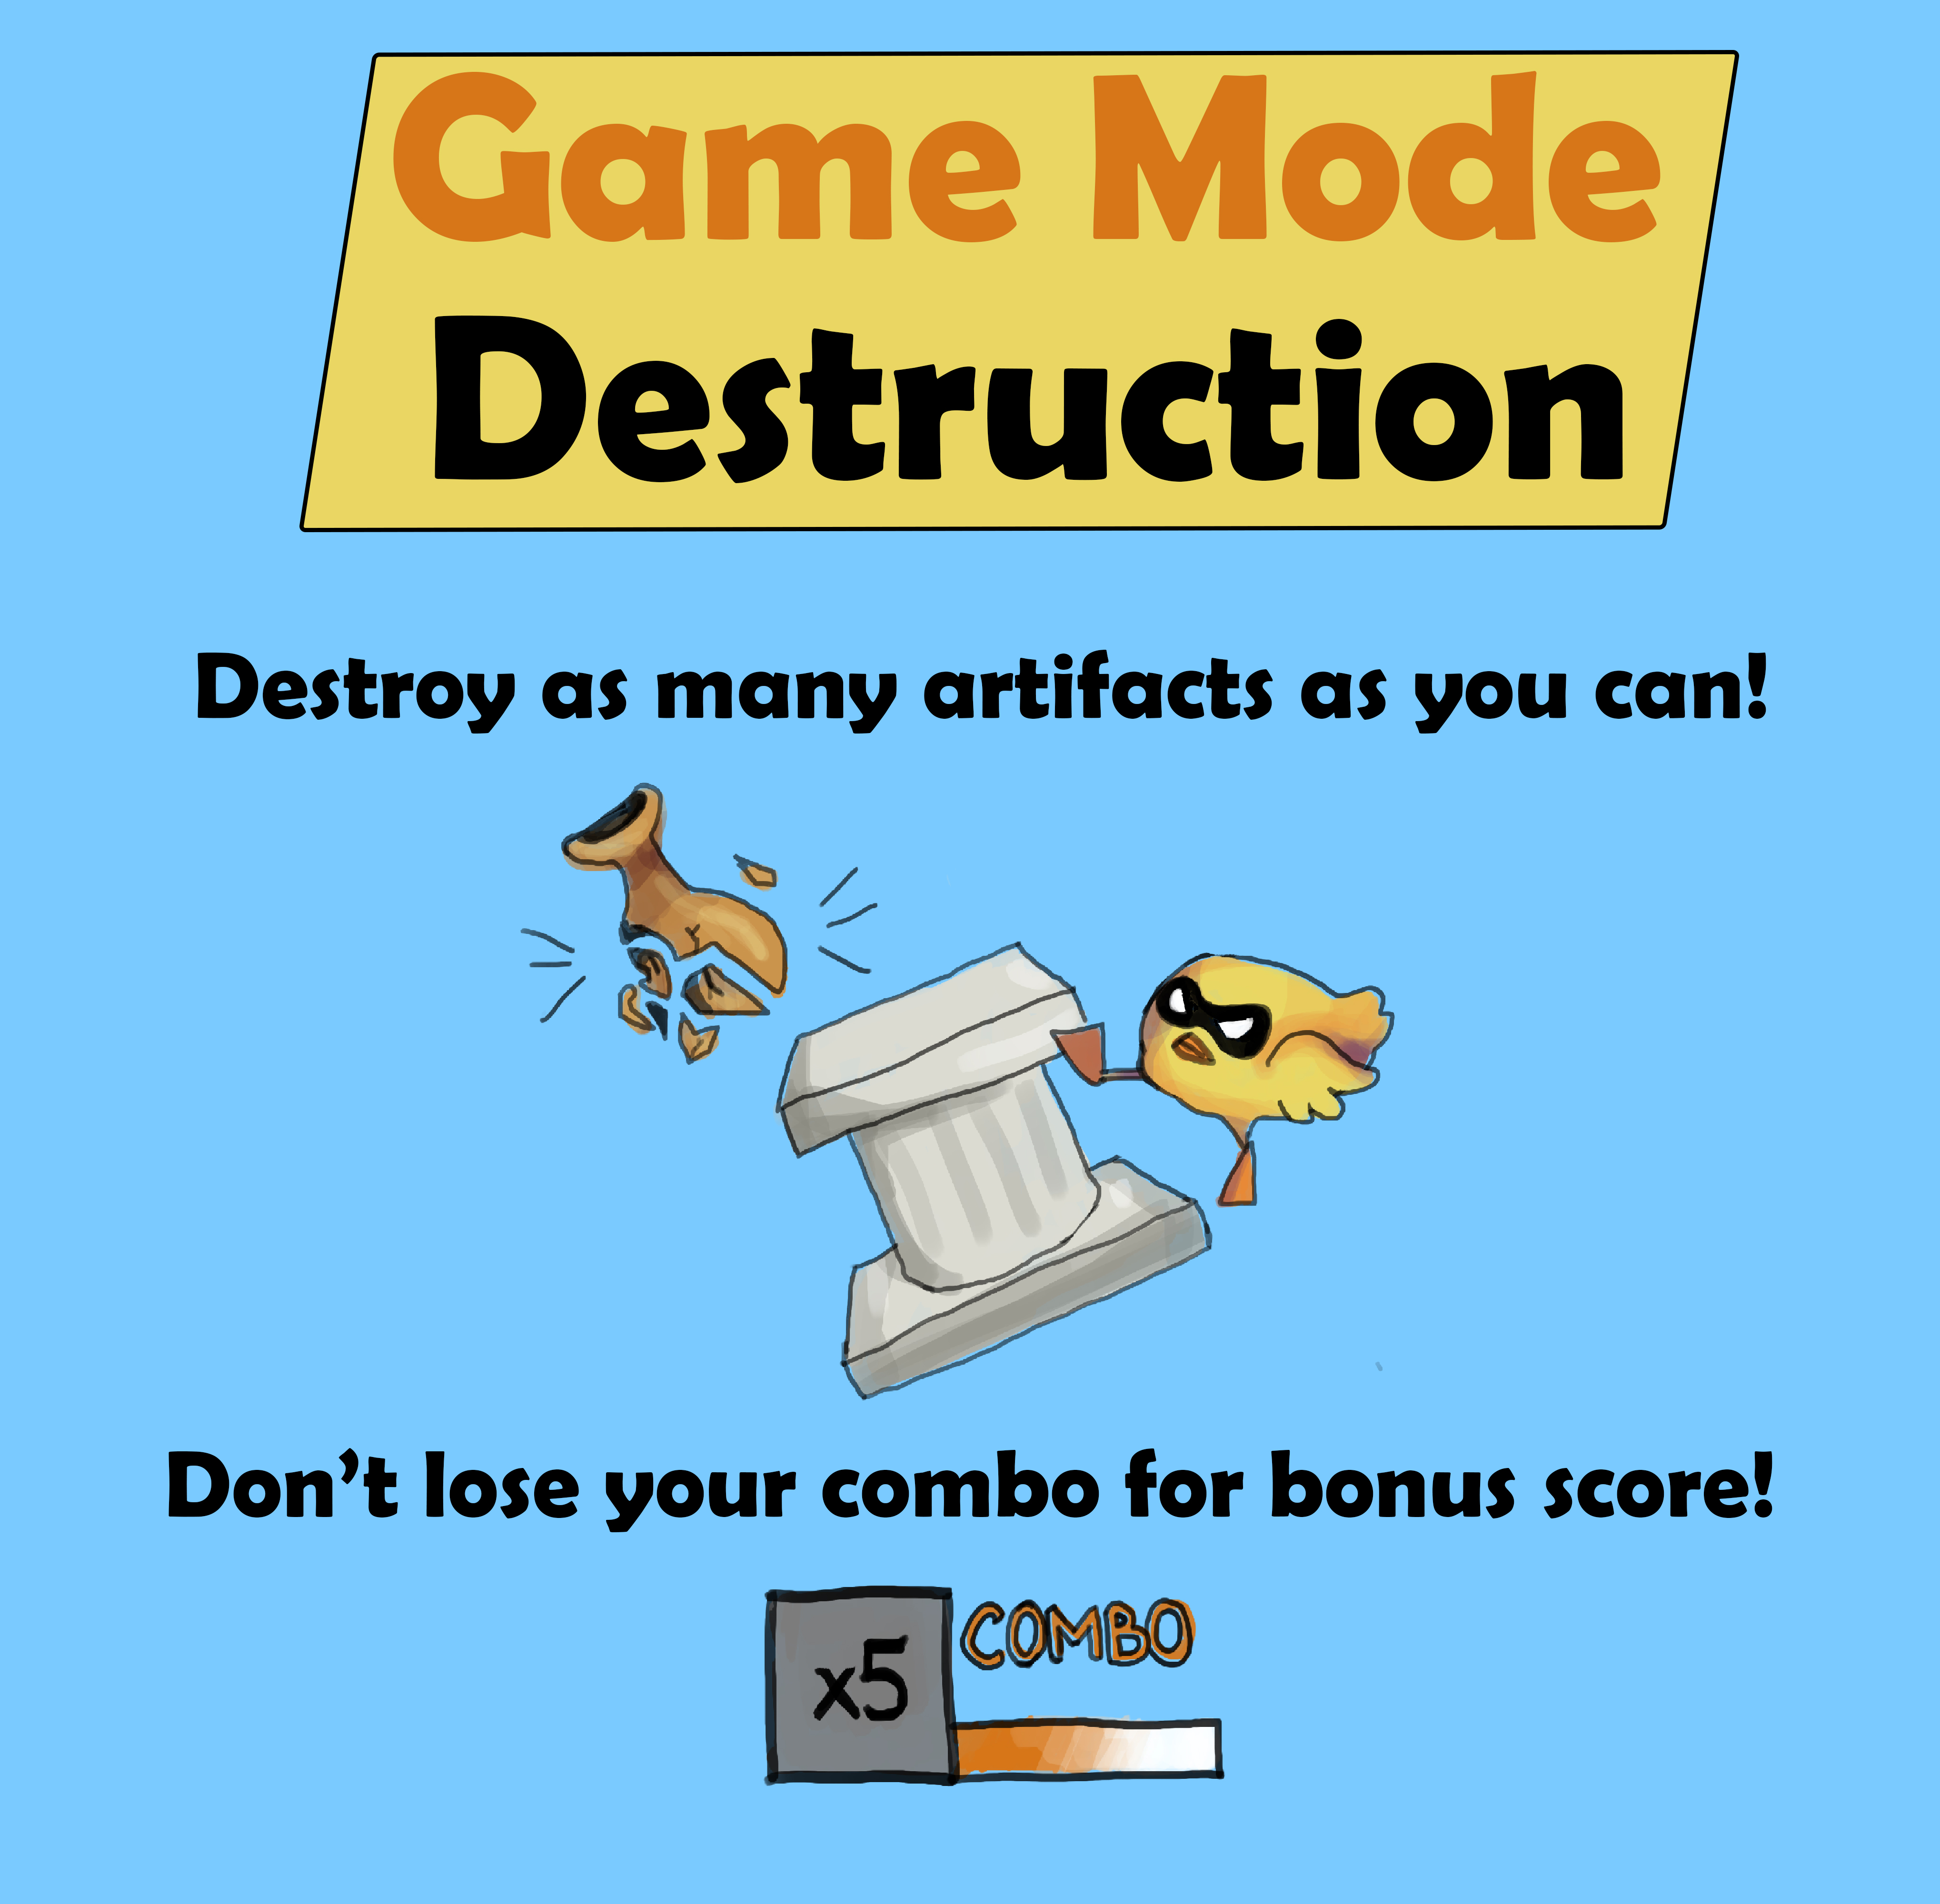 Game Mode
Destruction
Destroy as many artifacts as you can!
Don't lose your combo for bonus score!
COMBO
x5